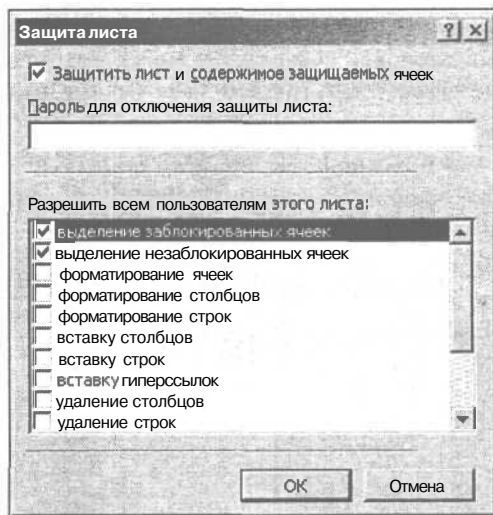 Защита листа
Защитить лист и содержимое защищаемых ячеек
Пароль для отключения защиты листа:
Разрешить всем пользователям этого листа:
выделение заблокированных ячеек
выделение незаблокированных ячеек
форматирование ячеек
форматирование столбцов
форматирование строк
вставку столбцов
вставку строк
вставку гиперссылок
удаление столбцов
удаление строк
ОК
Отмена